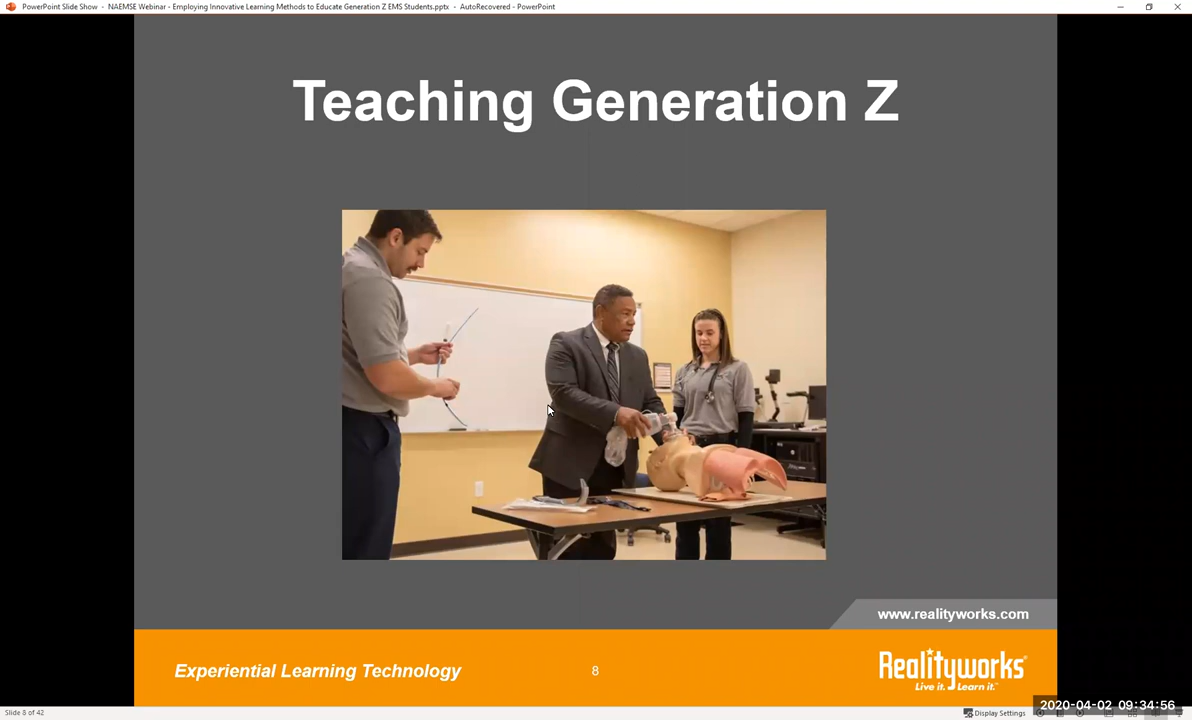 PowerPoint Slide Show - NAEMSE Webinar - Employing Innovative Learning Methods to Educate Generation Z EMS Students.pptx - AutoRecovered - PowerPoint
Teaching Generation Z
www.realityworks.com
Experiential Learning Technology
8
Realityworks®
Live it. Learn it.™
2020-04-02 09:34:56
Slide 8 of 42
Display Settings